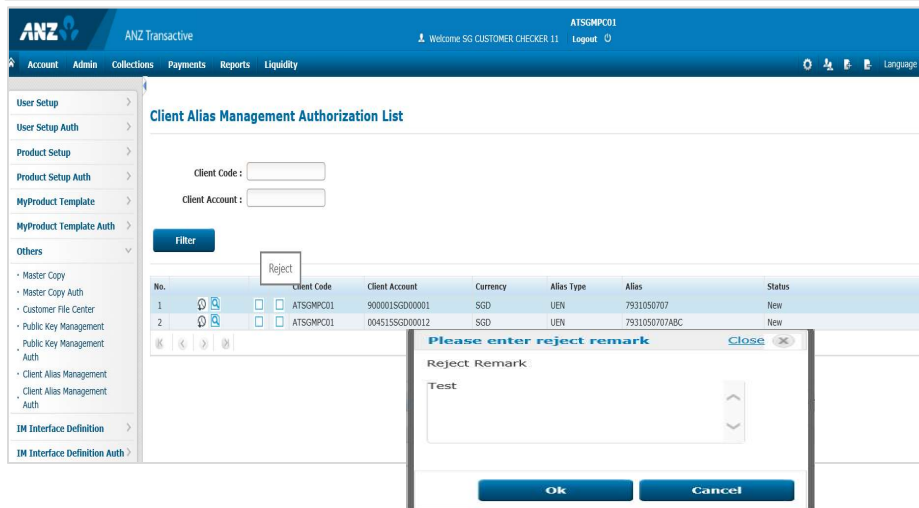 ANZ
ANZ Transactive
ATSGMPC01
Welcome SG CUSTOMER CHECKER 11 Logout
Account Admin Collections Payments Reports Liquidity
Language
User Setup
User Setup Auth
Product Setup
Product Setup Auth
MyProduct Template
MyProduct Template Auth
Others
Master Copy
Master Copy Auth
Customer File Center
Public Key Management
Public Key Management
Auth
Client Alias Management
Client Alias Management
Auth
IM Interface Definition
IM Interface Definition Auth
Client Alias Management Authorization List
Client Code :
Client Account :
Filter
Reject
No. Client Code Client Account Currency Alias Type Alias Status
1 ATSGMPC01 900001SGD00001 SGD UEN 7931050707 New
2 ATSGMPC01 004515SGD00012 SGD UEN 7931050707ABC New
Please enter reject remark Close
Reject Remark
Test
Ok Cancel